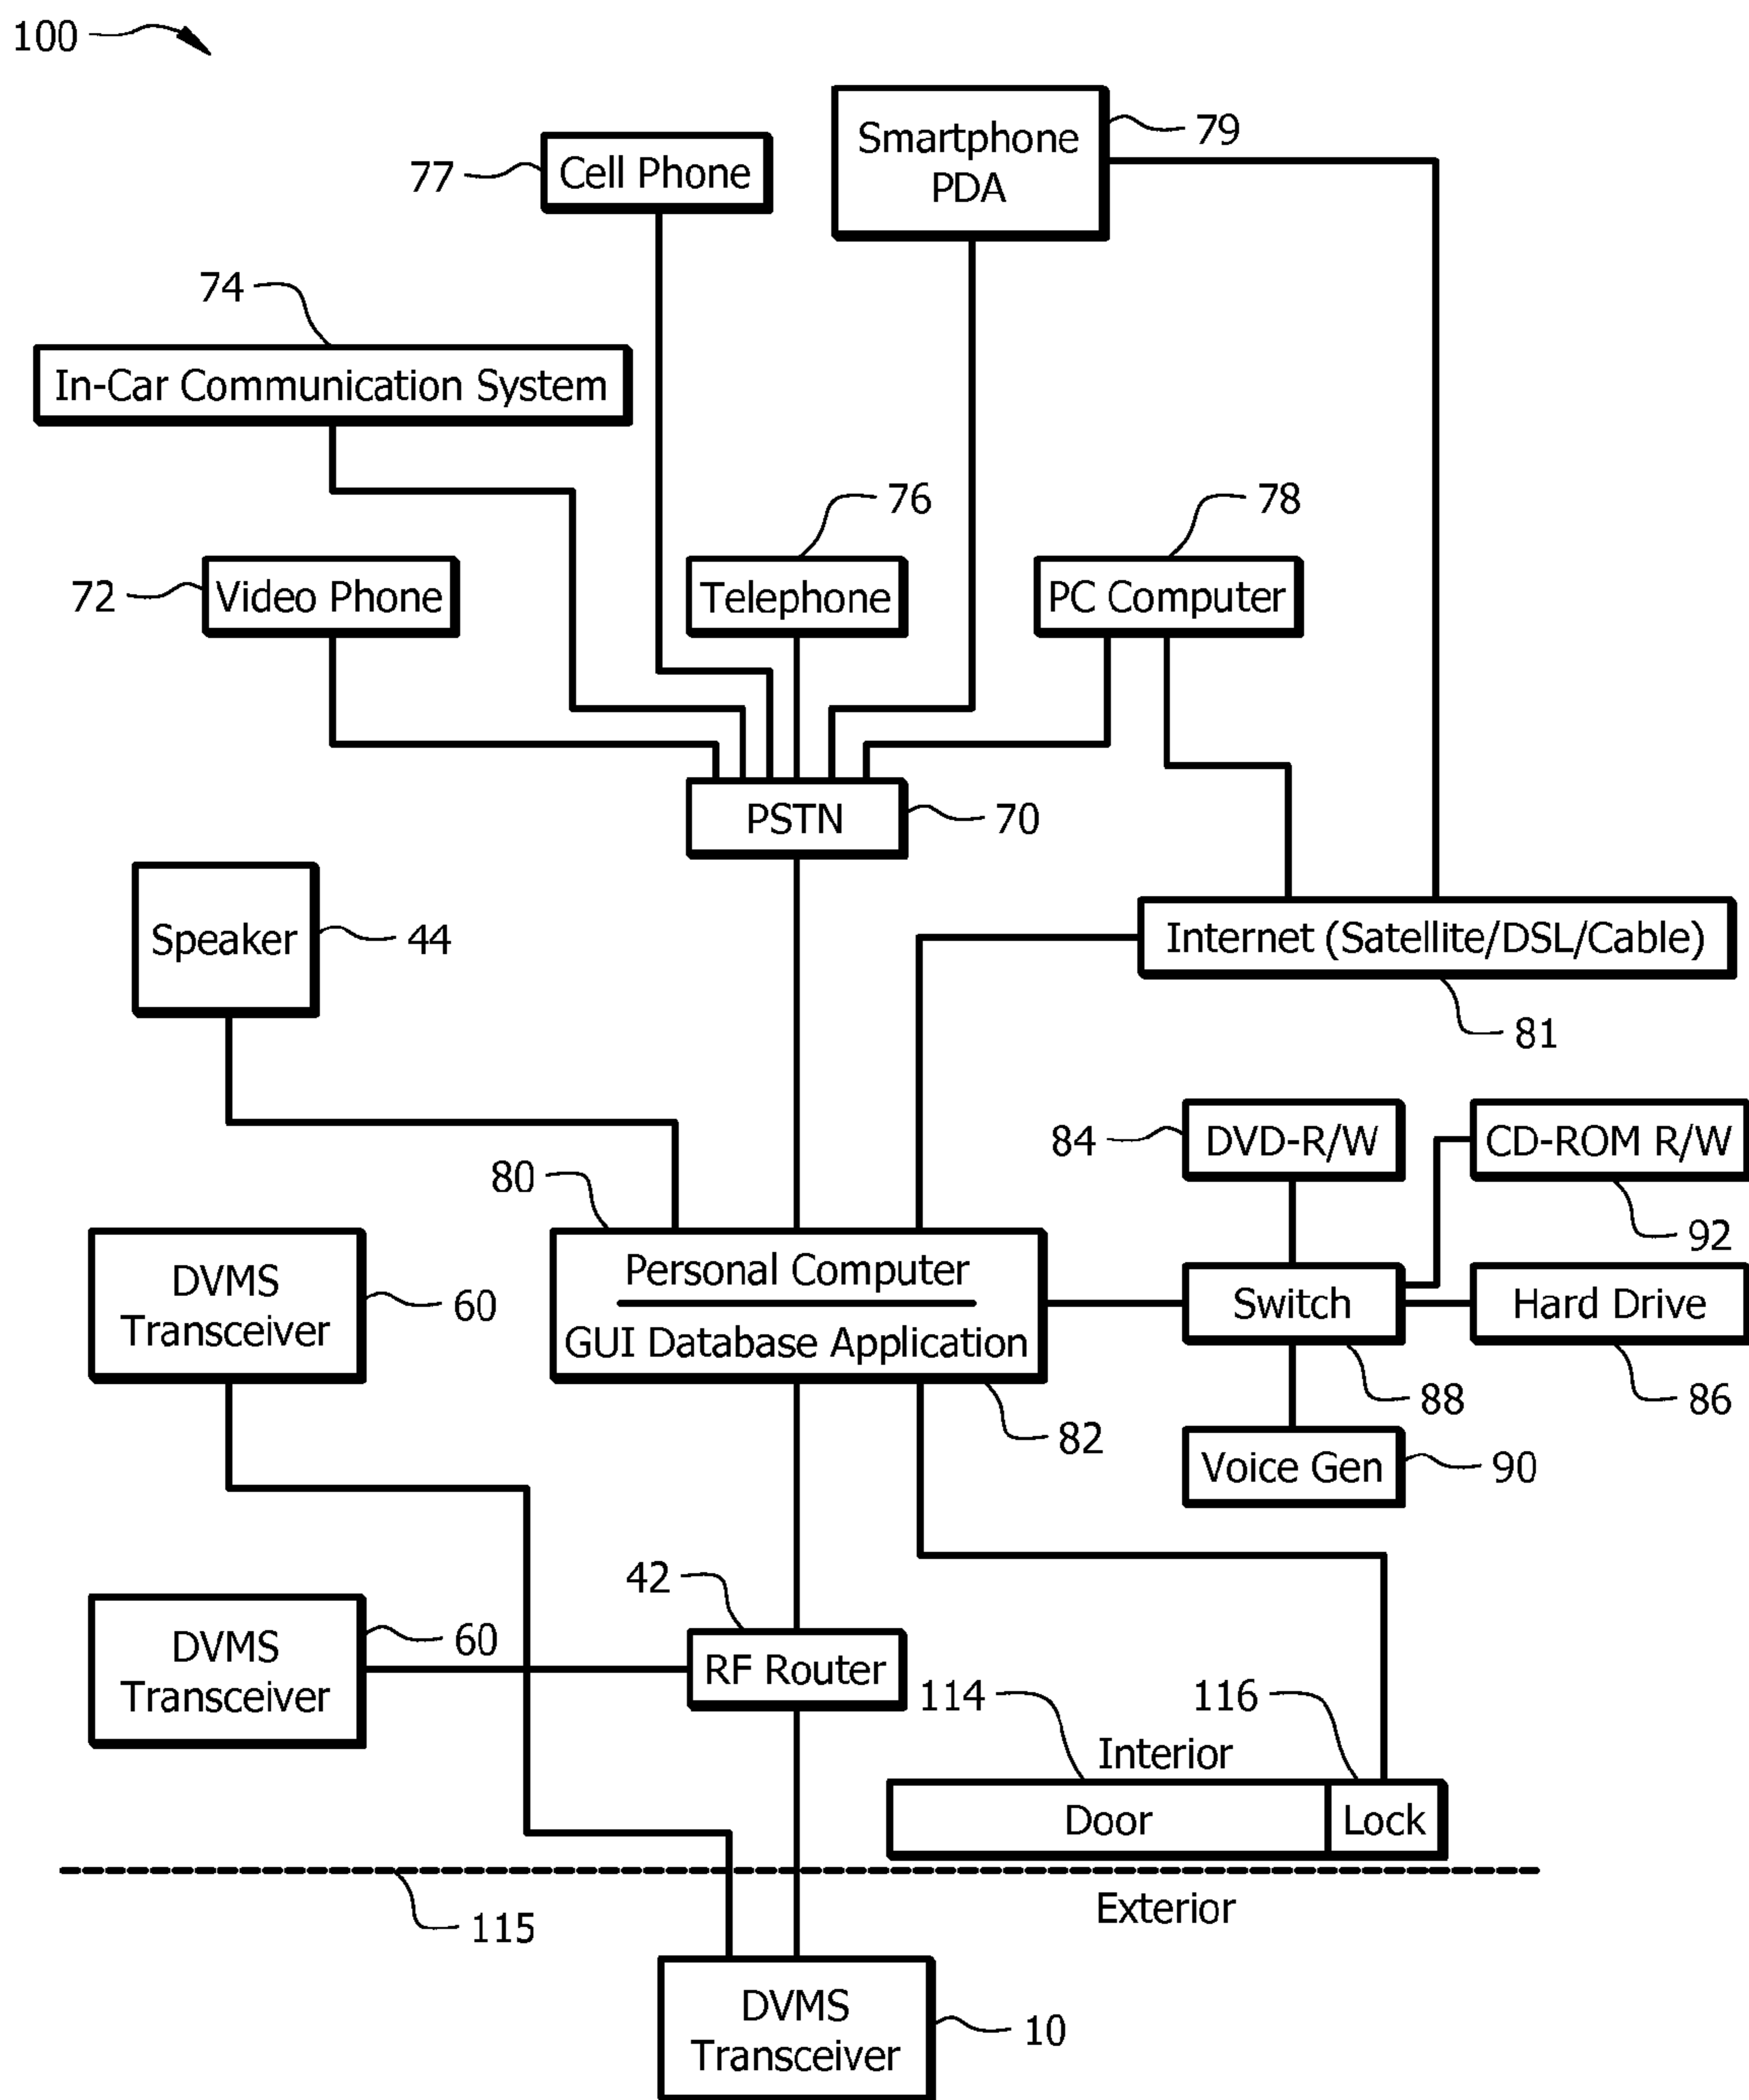 100
Smartphone
PDA
79
77
Cell Phone
74
In-Car Communication System
76
78
72
Video Phone
Telephone
PC Computer
PSTN
70
Speaker
44
Internet (Satellite/DSL/Cable)
81
84
DVD-R/W
CD-ROM R/W
92
80
Personal Computer
GUI Database Application
82
DVMS
Transceiver
60
Switch
88
Hard Drive
86
Voice Gen
90
42
DVMS
Transceiver
60
RF Router
114
116
Interior
Door
Lock
115
Exterior
DVMS
Transceiver
10